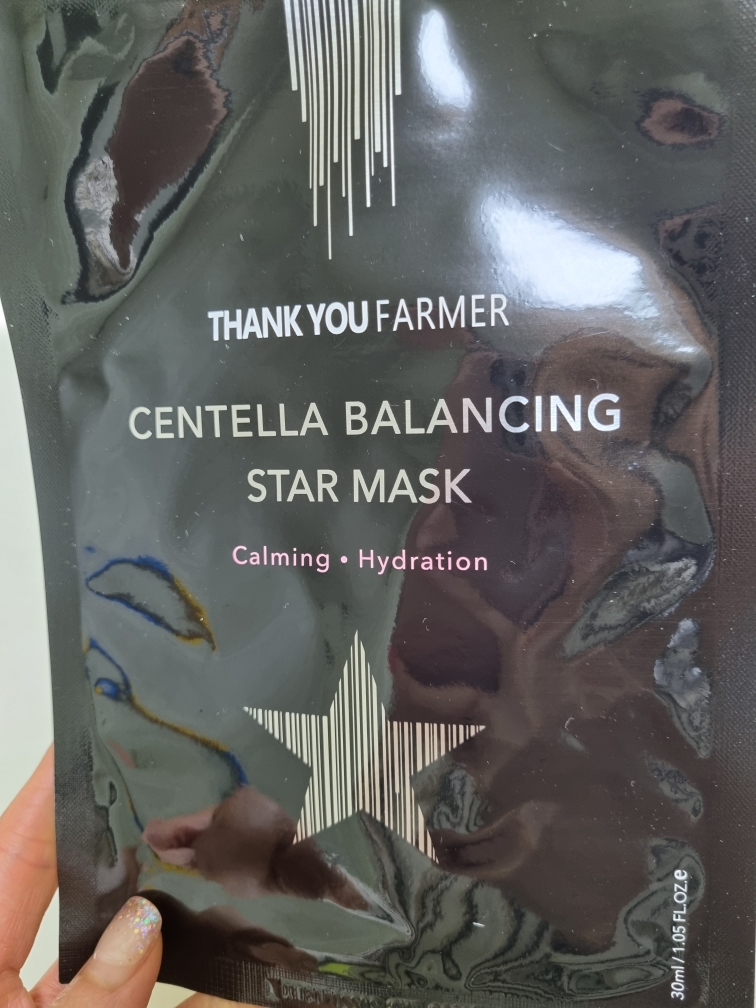 THANK YOU FARMER
CENTELLA BALANCING
STAR MASK
Calming • Hydration
30ml / 1.05 FL.OZ.e